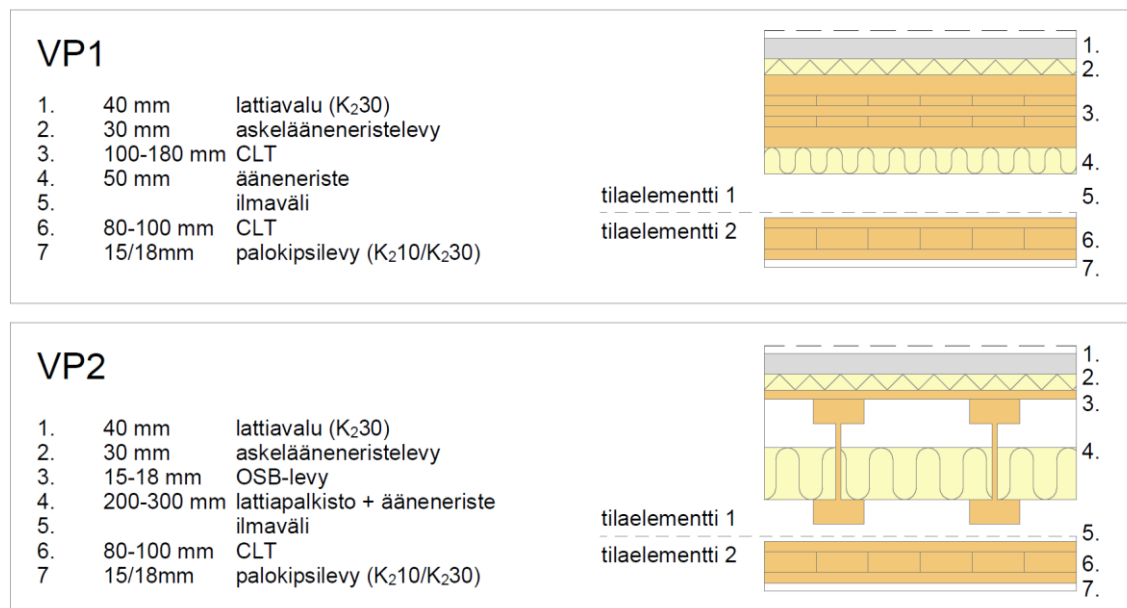 VP1
1. 40 mm lattiavalu (K₂30)
2. 30 mm askelääneneristelevy
3. 100-180 mm CLT
4. 50 mm ääneneriste
5. ilmaväli
6. 80-100 mm CLT
7 15/18mm palokipsilevy (K₂10/K₂30)
tilaelementti 1
tilaelementti 2
1.
2.
3.
4.
5.
6.
7.
VP2
1. 40 mm lattiavalu (K₂30)
2. 30 mm askelääneneristelevy
3. 15-18 mm OSB-levy
4. 200-300 mm lattiapalkisto + ääneneriste
5. ilmaväli
6. 80-100 mm CLT
7 15/18mm palokipsilevy (K₂10/K₂30)
tilaelementti 1
tilaelementti 2
1.
2.
3.
4.
5.
6.
7.